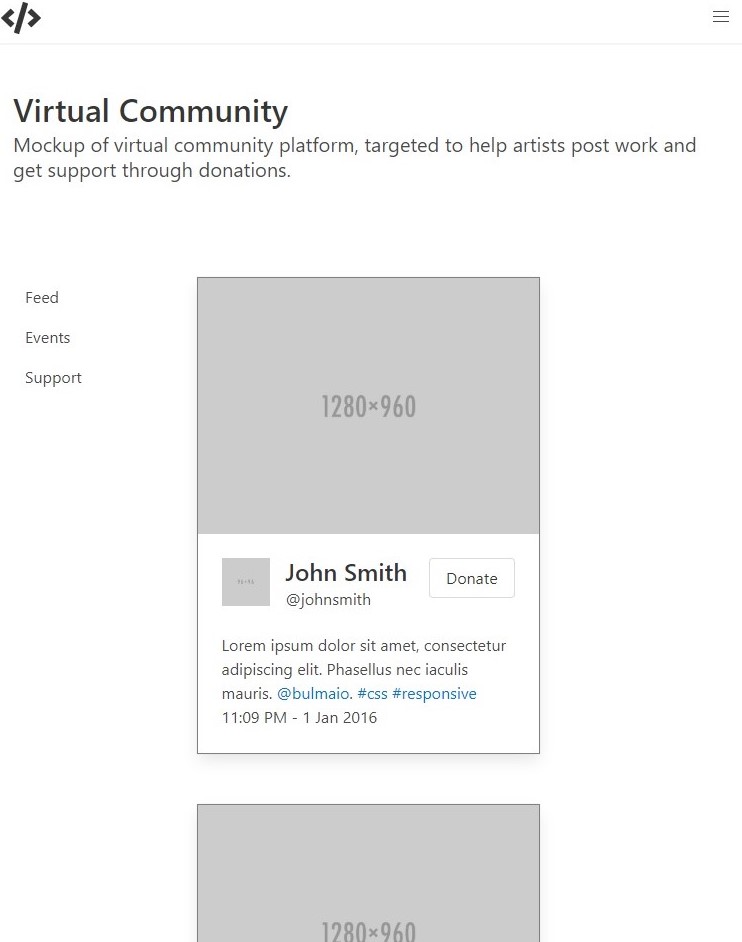 Virtual Community
Mockup of virtual community platform, targeted to help artists post work and
get support through donations.
Feed
Events
Support
1280×960
John Smith
Donate
@johnsmith
Lorem ipsum dolor sit amet, consectetur
adipiscing elit. Phasellus nec iaculis
mauris. @bulmaio. #css #responsive
11:09 PM - 1 Jan 2016
1280×960